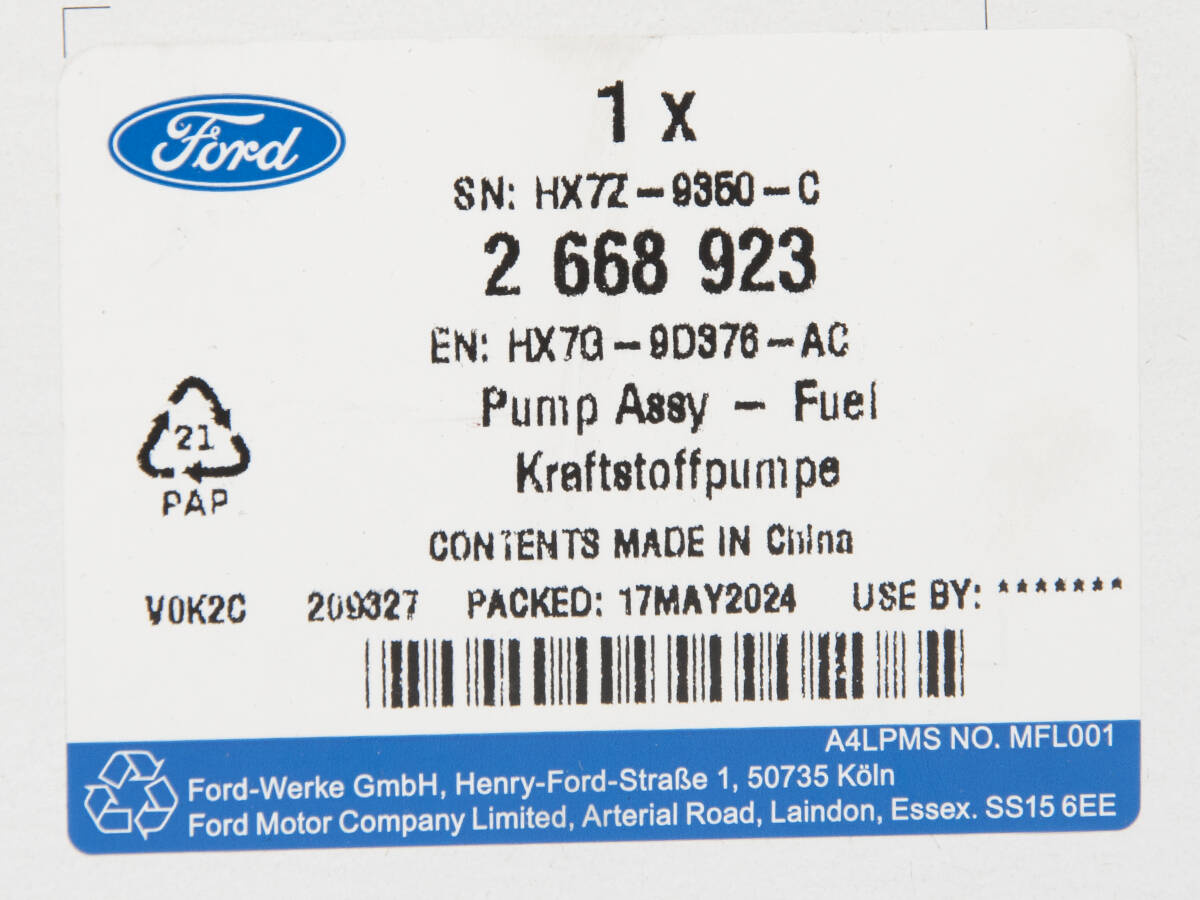 Ford
1 x
SN: HX7Z-9350-C
2 668 923
EN: HX7G-9D376-AC
Pump Assy - Fuel
Kraftstoffpumpe
21
PAP
CONTENTS MADE IN China
V0K2C 209327 PACKED: 17MAY2024 USE BY: *******
A4LPMS NO. MFL001
Ford-Werke GmbH, Henry-Ford-Straße 1, 50735 Köln
Ford Motor Company Limited, Arterial Road, Laindon, Essex. SS15 6EE